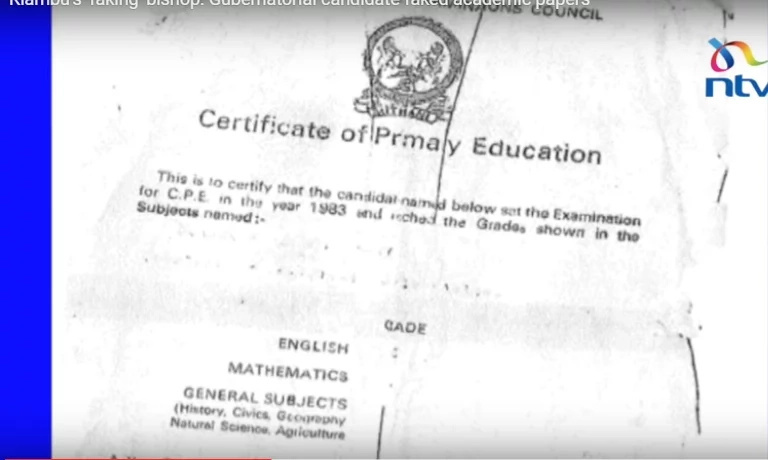 Kiambu's 'faking' bishop: Gubernatorial candidate faked academic papers
COUNCIL
ntv
Certificate of Prmaly Education
This is to certify that the candidat named below sat the Examination
for C.P.E. in the year 1983 and the Grades shown in the
Subjects named:-
GADE
ENGLISH :
MATHEMATICS
GENERAL SUBJECTS
(History, Civics, Geography
Natural Science, Agriculture